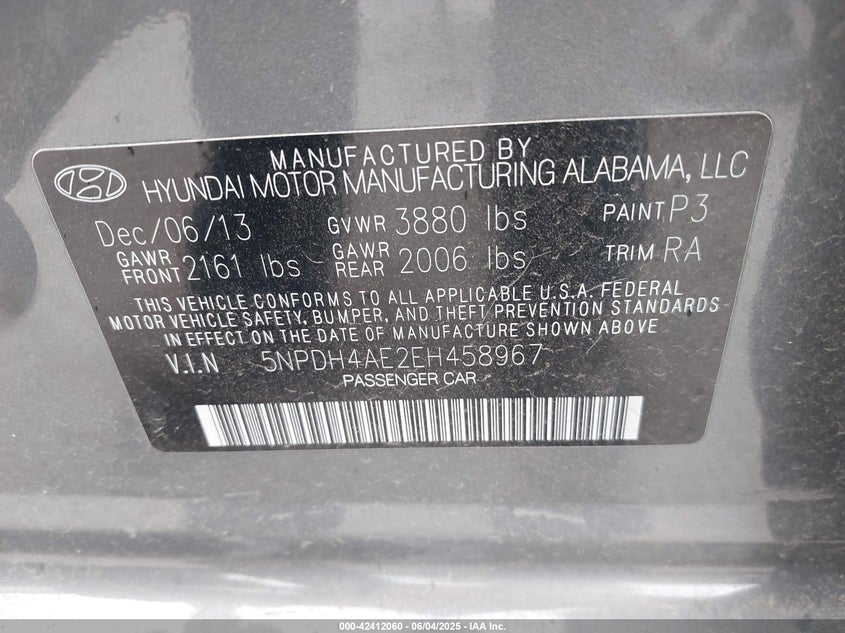 MANUFACTURED BY
HYUNDAI MOTOR MANUFACTURING ALABAMA, LLC
Dec/06/13 GVWR 3880 lbs PAINT P3
GAWR FRONT 2161 lbs GAWR REAR 2006 lbs TRIM RA
THIS VEHICLE CONFORMS TO ALL APPLICABLE U.S.A. FEDERAL
MOTOR VEHICLE SAFETY, BUMPER, AND THEFT PREVENTION STANDARDS
IN EFFECT ON THE DATE OF MANUFACTURE SHOWN ABOVE
V.I.N 5NPDH4AE2EH458967
PASSENGER CAR
000-42412060 - 06/04/2025 - IAA Inc.